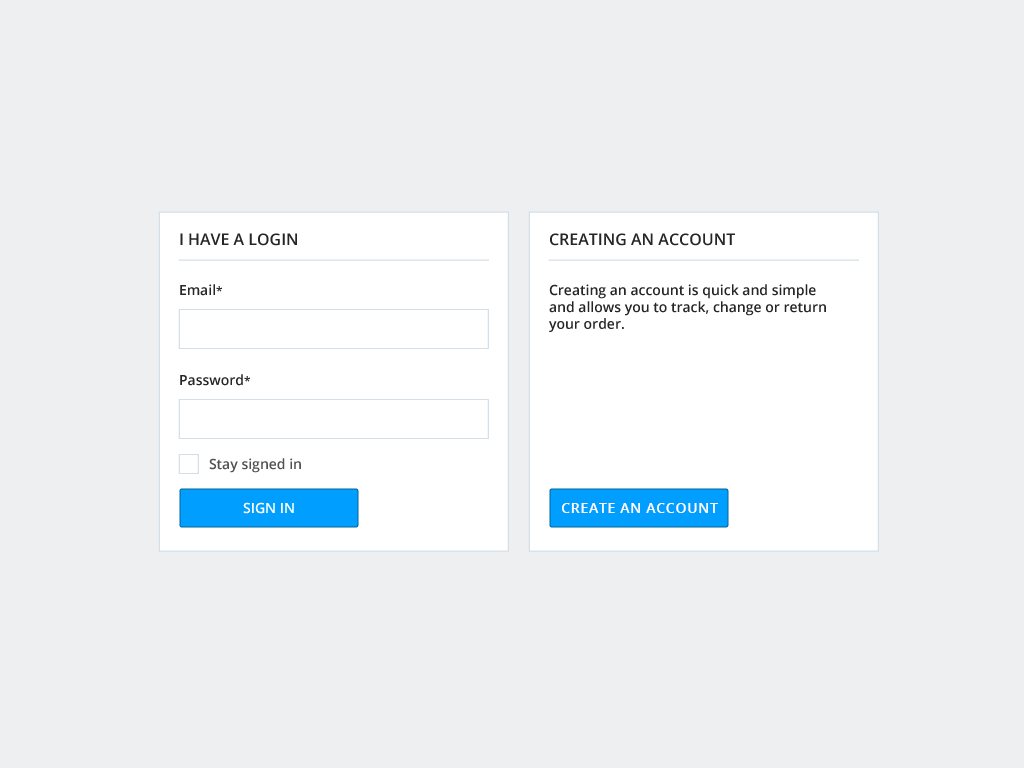 I HAVE A LOGIN
Email*
Password*
Stay signed in
SIGN IN
CREATING AN ACCOUNT
Creating an account is quick and simple
and allows you to track, change or return
your order.
CREATE AN ACCOUNT